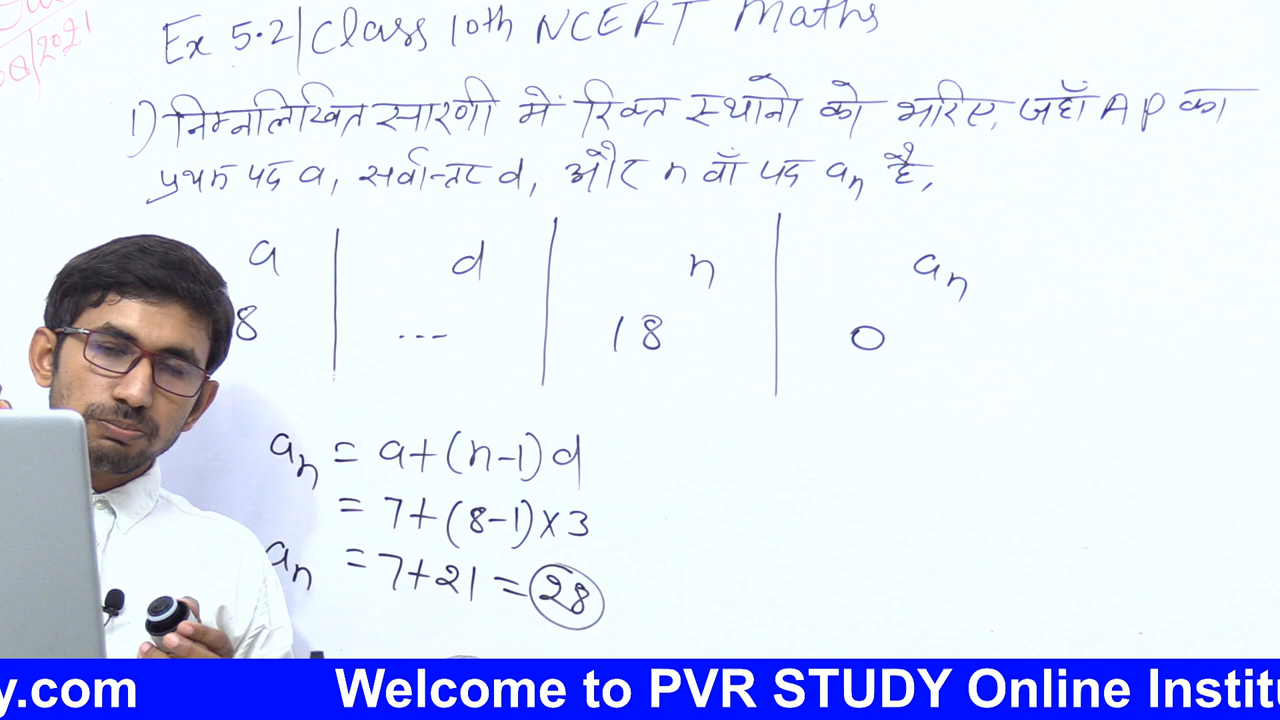 08/2021
Ex 5.2 | Class 10th NCERT Maths
1) निम्नलिखित सारणी में रिक्त स्थानो को भरिए, जहाँ AP का
प्रथम पद a, सर्वान्तर d, और n वाँ पद an है,
a d n an
8 --- 18 0
an = a+(n-1)d
= 7+(8-1)×3
an = 7+21 = 28
y.com Welcome to PVR STUDY Online Institu